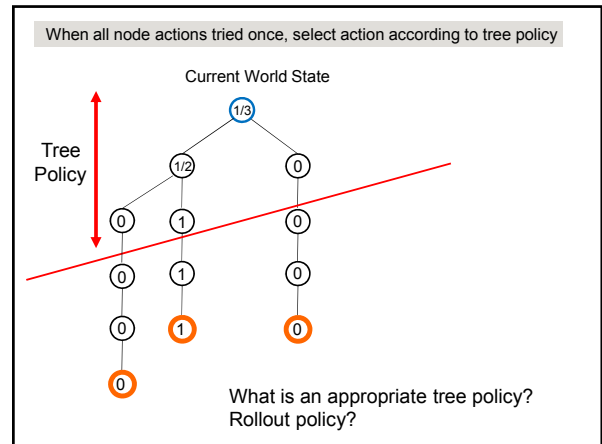 When all node actions tried once, select action according to tree policy
Current World State
1/3
Tree
Policy
1/2
0
0
1
0
0
1
0
0
1
0
0
What is an appropriate tree policy?
Rollout policy?